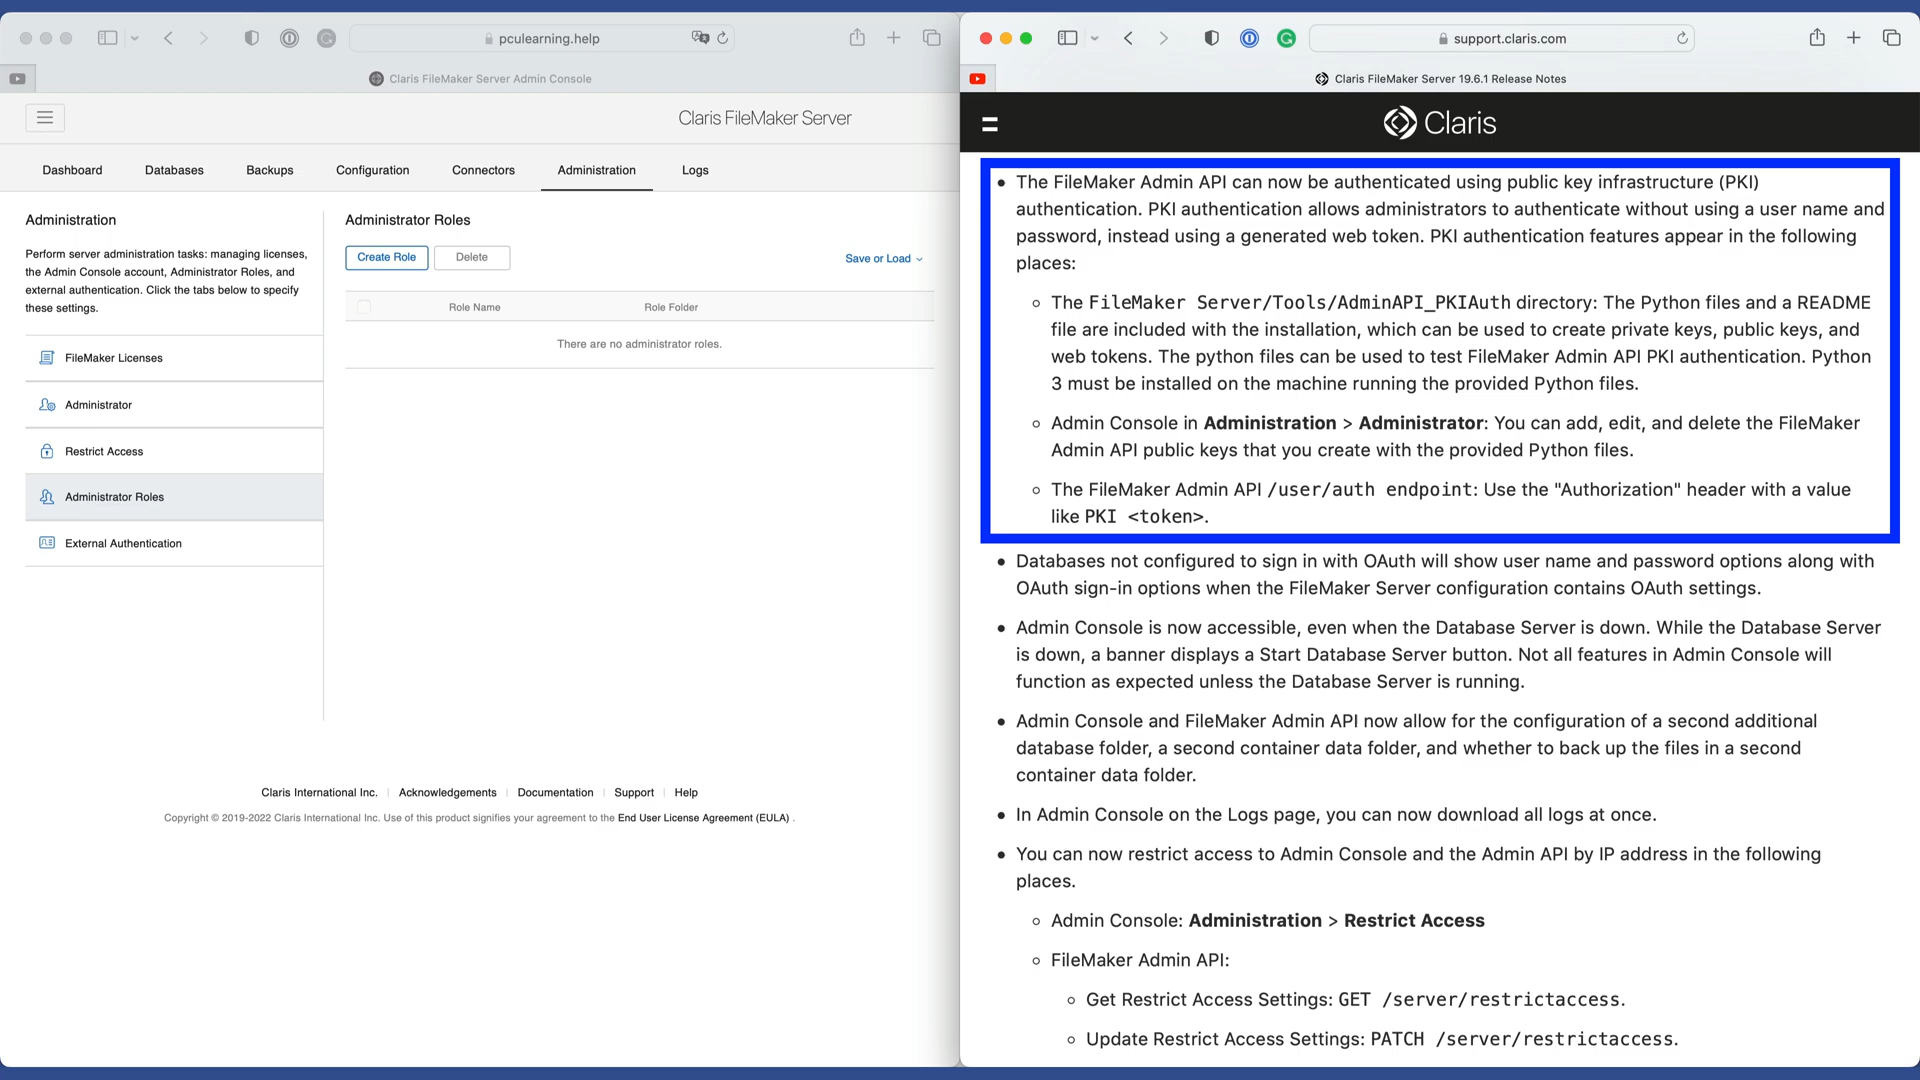 pculearning.help
Claris FileMaker Server Admin Console
Claris FileMaker Server
Dashboard
Databases
Backups
Configuration
Connectors
Administration
Logs
Administration
Perform server administration tasks: managing licenses,
the Admin Console account, Administrator Roles, and
external authentication. Click the tabs below to specify
these settings.
FileMaker Licenses
Administrator
Restrict Access
Administrator Roles
External Authentication
Administrator Roles
Create Role
Delete
Save or Load
Role Name
Role Folder
There are no administrator roles.
Claris International Inc.
Acknowledgements
Documentation
Support
Help
Copyright © 2019-2022 Claris International Inc. Use of this product signifies your agreement to the End User License Agreement (EULA) .
support.claris.com
Claris FileMaker Server 19.6.1 Release Notes
Claris
• The FileMaker Admin API can now be authenticated using public key infrastructure (PKI)
authentication. PKI authentication allows administrators to authenticate without using a user name and
password, instead using a generated web token. PKI authentication features appear in the following
places:
◦ The FileMaker Server/Tools/AdminAPI_PKIAuth directory: The Python files and a README
file are included with the installation, which can be used to create private keys, public keys, and
web tokens. The python files can be used to test FileMaker Admin API PKI authentication. Python
3 must be installed on the machine running the provided Python files.
◦ Admin Console in Administration > Administrator: You can add, edit, and delete the FileMaker
Admin API public keys that you create with the provided Python files.
◦ The FileMaker Admin API /user/auth endpoint: Use the "Authorization" header with a value
like PKI <token>.
• Databases not configured to sign in with OAuth will show user name and password options along with
OAuth sign-in options when the FileMaker Server configuration contains OAuth settings.
• Admin Console is now accessible, even when the Database Server is down. While the Database Server
is down, a banner displays a Start Database Server button. Not all features in Admin Console will
function as expected unless the Database Server is running.
• Admin Console and FileMaker Admin API now allow for the configuration of a second additional
database folder, a second container data folder, and whether to back up the files in a second
container data folder.
• In Admin Console on the Logs page, you can now download all logs at once.
• You can now restrict access to Admin Console and the Admin API by IP address in the following
places.
◦ Admin Console: Administration > Restrict Access
◦ FileMaker Admin API:
◦ Get Restrict Access Settings: GET /server/restrictaccess.
◦ Update Restrict Access Settings: PATCH /server/restrictaccess.